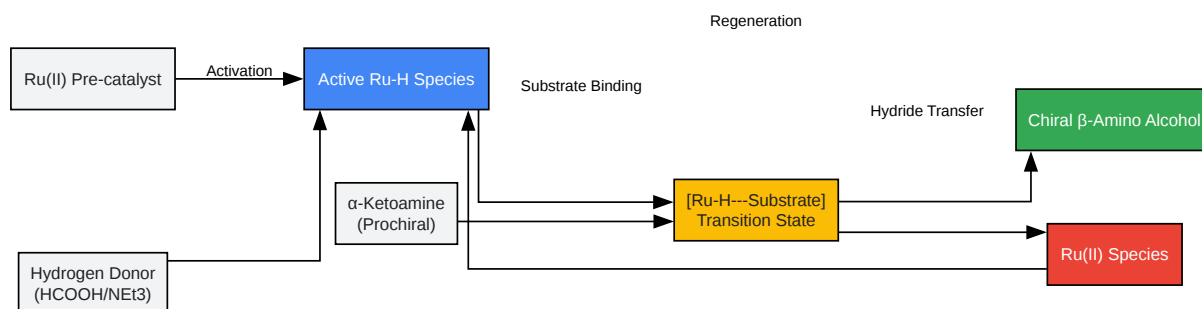 Regeneration
Ru(II) Pre-catalyst
Activation
Active Ru-H Species
Substrate Binding
Hydride Transfer
Chiral β-Amino Alcohol
α-Ketoamine
(Prochiral)
[Ru-H---Substrate]
Transition State
Ru(II) Species
Hydrogen Donor
(HCOOH/NEt3)